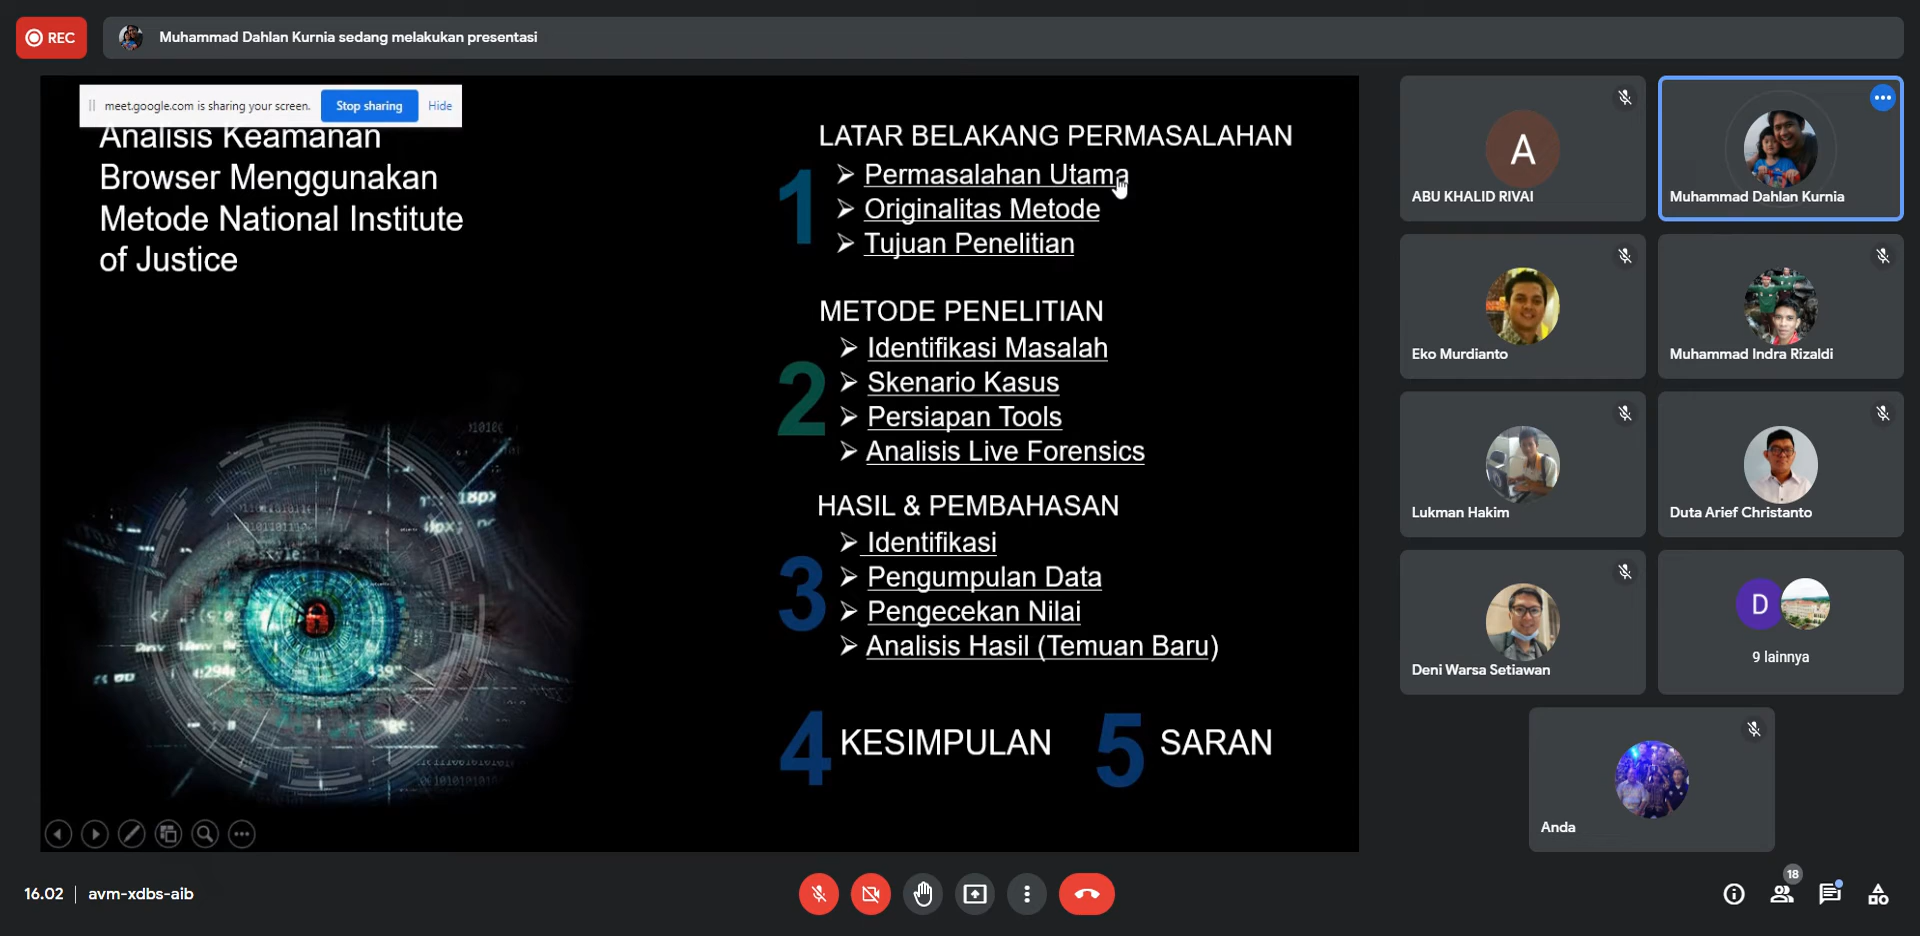 REC
Muhammad Dahlan Kurnia sedang melakukan presentasi
meet.google.com is sharing your screen.
Stop sharing
Hide
Analisis Keamanan
Browser Menggunakan
Metode National Institute
of Justice
LATAR BELAKANG PERMASALAHAN
1
➢ Permasalahan Utama
➢ Originalitas Metode
➢ Tujuan Penelitian
METODE PENELITIAN
2
➢ Identifikasi Masalah
➢ Skenario Kasus
➢ Persiapan Tools
➢ Analisis Live Forensics
HASIL & PEMBAHASAN
3
➢ Identifikasi
➢ Pengumpulan Data
➢ Pengecekan Nilai
➢ Analisis Hasil (Temuan Baru)
4 KESIMPULAN
5 SARAN
A
ABU KHALID RIVAI
Muhammad Dahlan Kurnia
Eko Murdianto
Muhammad Indra Rizaldi
Lukman Hakim
Duta Arief Christanto
Deni Warsa Setiawan
D
9 lainnya
Anda
16.02 | avm-xdbs-aib
18